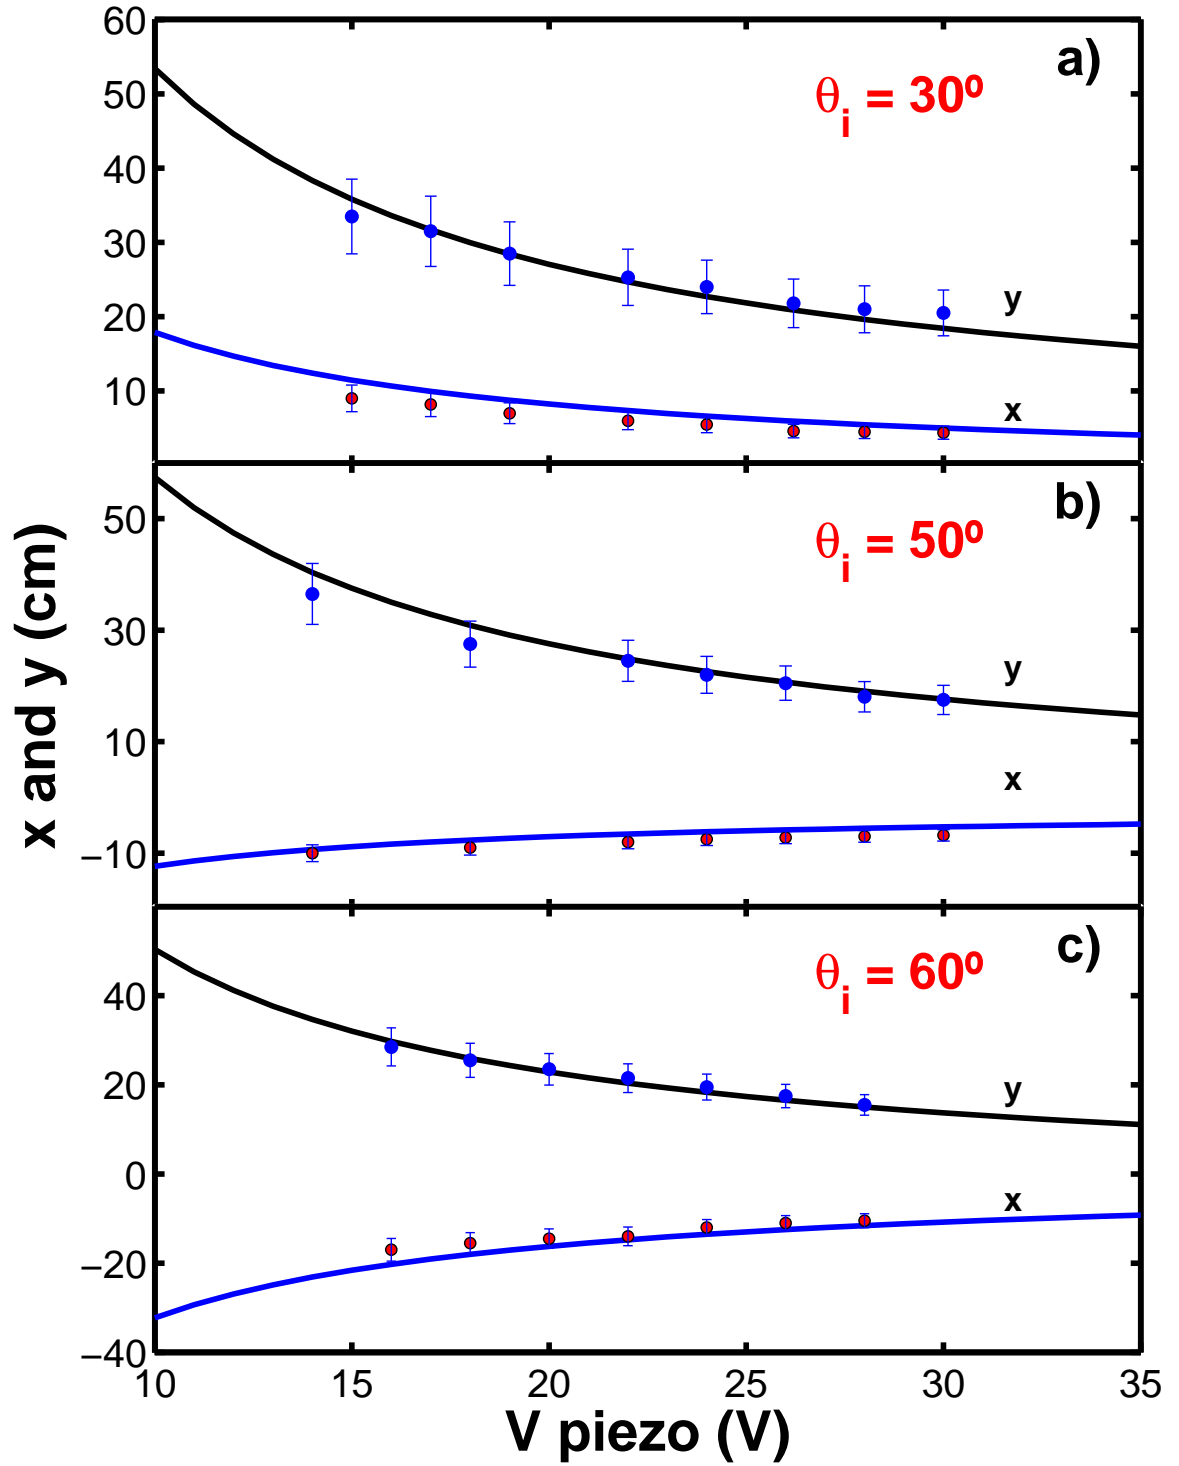 60
a)
θi = 30º
50
40
30
y
20
x
10
b)
θi = 50º
50
30
y
10
x
−10
c)
θi = 60º
40
20
y
0
x
−20
−40
10 15 20 25 30 35
V piezo (V)
x and y (cm)